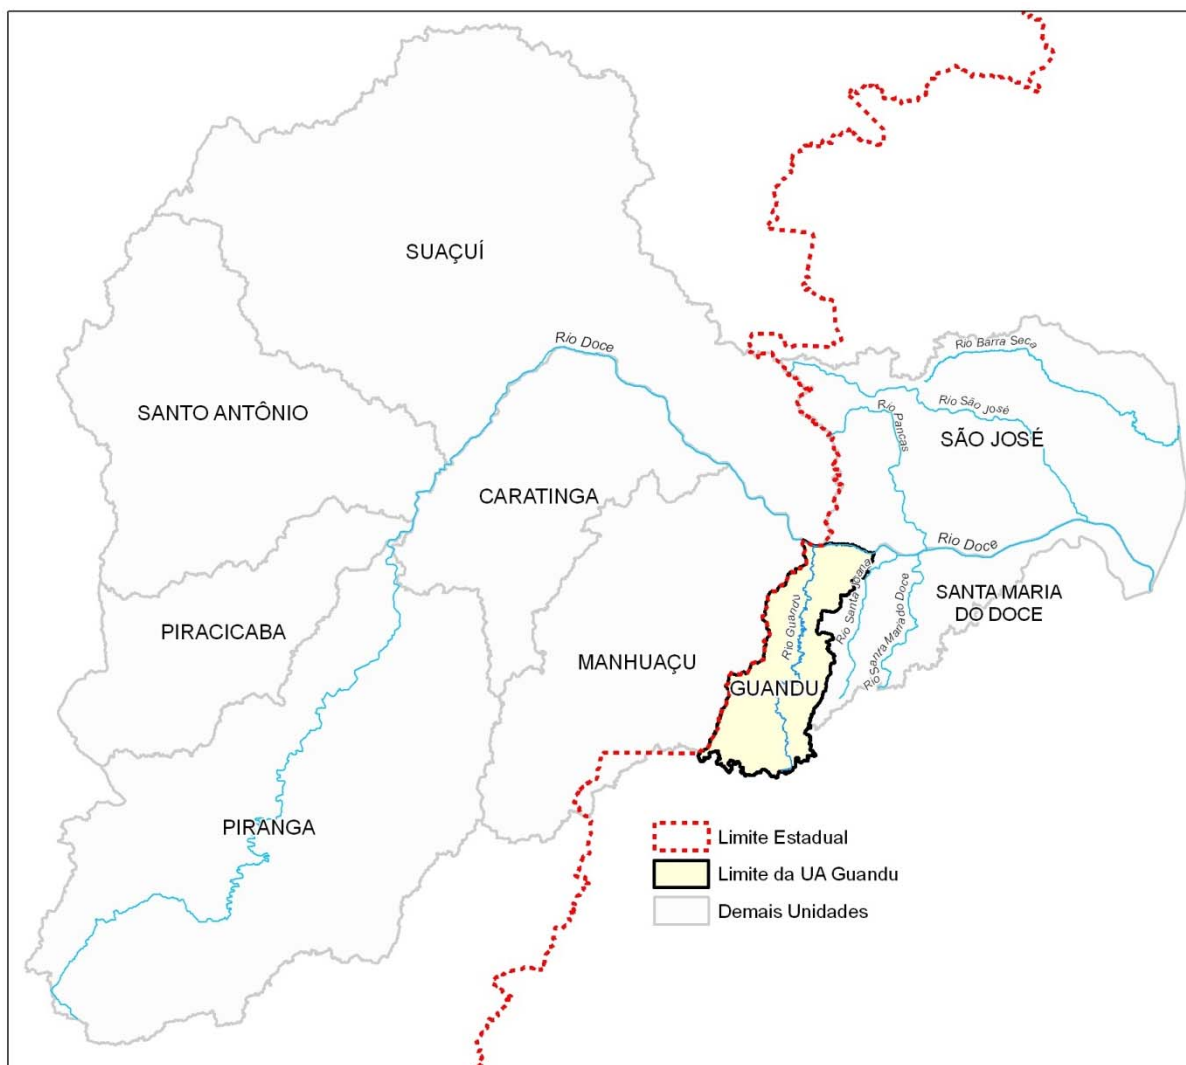 SUAÇUÍ
Rio Doce
Rio Barra Seca
SANTO ANTÔNIO
Rio São José
Rio Pancas
SÃO JOSÉ
CARATINGA
Rio Doce
PIRACICABA
Rio Guandu
Rio Santa Joana
Rio Santa Maria do Doce
SANTA MARIA
DO DOCE
MANHUAÇU
GUANDU
PIRANGA
Limite Estadual
Limite da UA Guandu
Demais Unidades